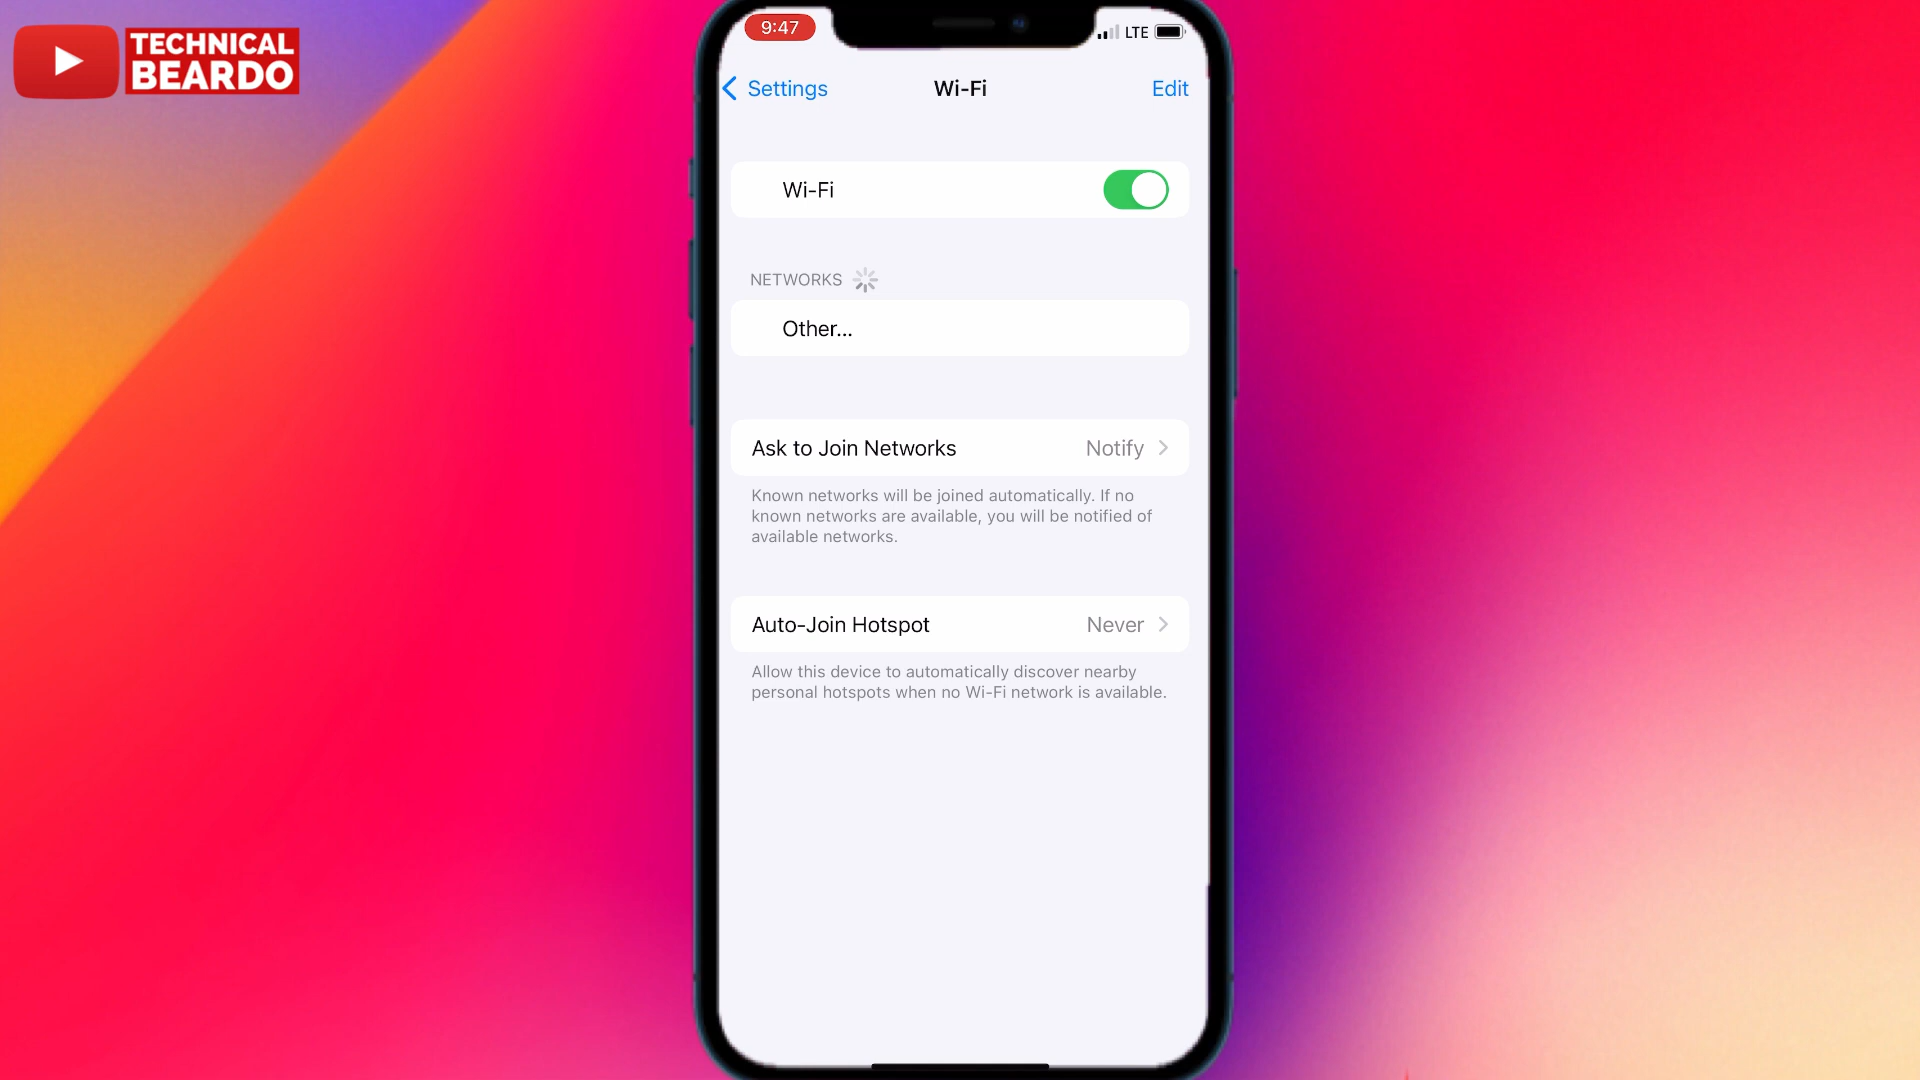 TECHNICAL
BEARDO
9:47
LTE
Settings
Wi-Fi
Edit
Wi-Fi
NETWORKS
Other...
Ask to Join Networks
Notify
Known networks will be joined automatically. If no
known networks are available, you will be notified of
available networks.
Auto-Join Hotspot
Never
Allow this device to automatically discover nearby
personal hotspots when no Wi-Fi network is available.